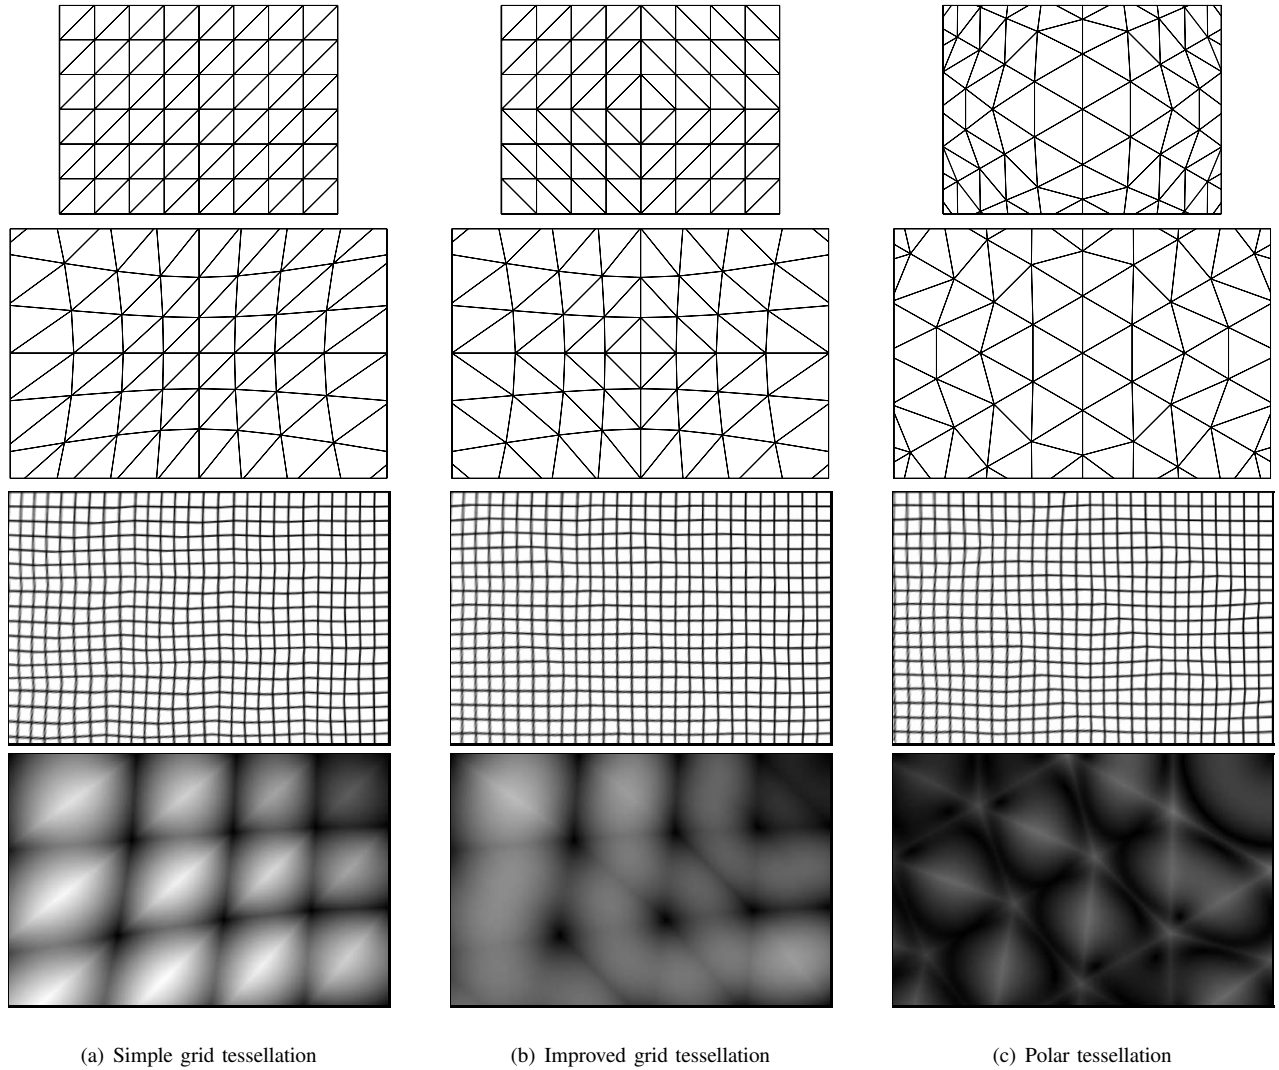 (a) Simple grid tessellation
(b) Improved grid tessellation
(c) Polar tessellation